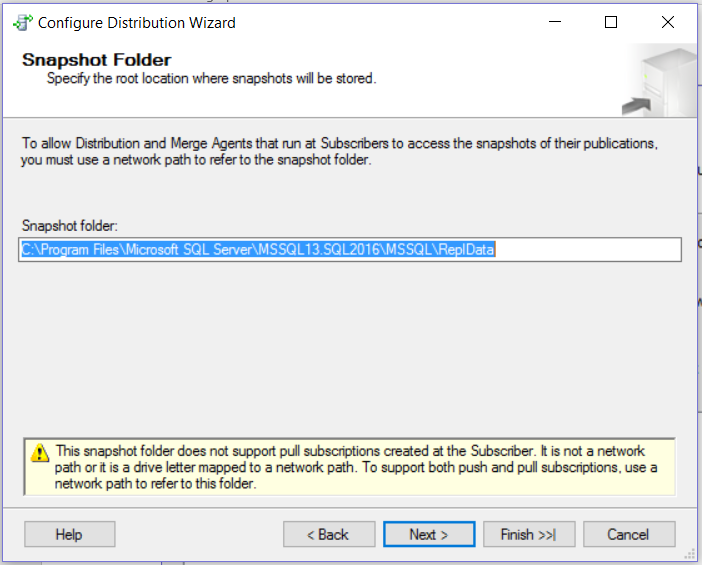 Configure Distribution Wizard
Snapshot Folder
Specify the root location where snapshots will be stored.
To allow Distribution and Merge Agents that run at Subscribers to access the snapshots of their publications,
you must use a network path to refer to the snapshot folder.
Snapshot folder:
C:\Program Files\Microsoft SQL Server\MSSQL13.SQL2016\MSSQL\ReplData
This snapshot folder does not support pull subscriptions created at the Subscriber. It is not a network
path or it is a drive letter mapped to a network path. To support both push and pull subscriptions, use a
network path to refer to this folder.
Help
< Back
Next >
Finish >>|
Cancel